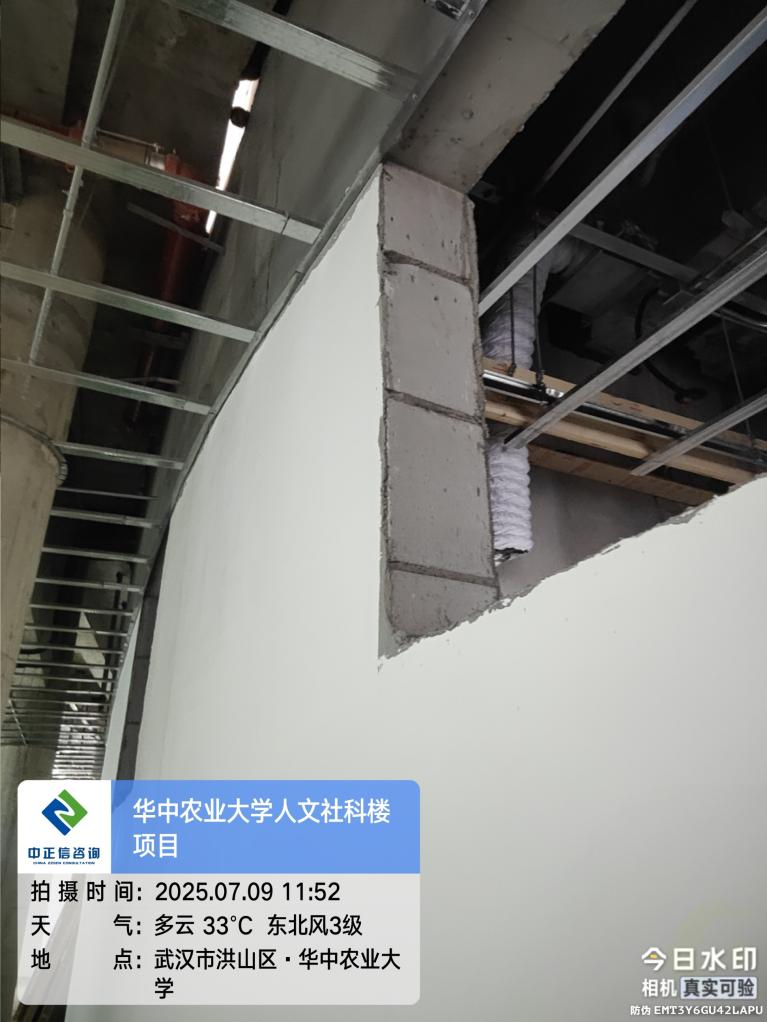 华中农业大学人文社科楼
项目
中正信咨询
CHINA ZZXIN CONSULTING
拍摄时间：2025.07.09 11:52
天气：多云 33℃ 东北风3级
地点：武汉市洪山区·华中农业大
学
今日水印
相机 真实可验
防伪 EMT3Y6GU42LAPU